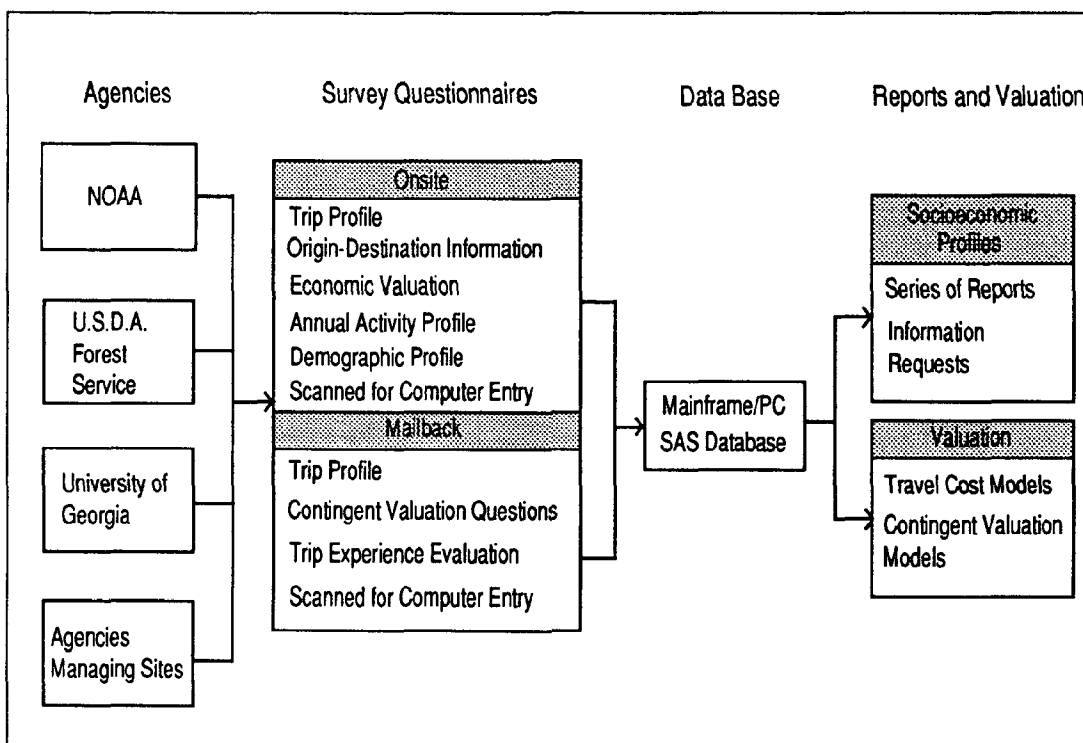 Agencies
Survey Questionnaires
Data Base
Reports and Valuation
NOAA
U.S.D.A.
Forest
Service
University of
Georgia
Agencies
Managing Sites
Onsite
Trip Profile
Origin-Destination Information
Economic Valuation
Annual Activity Profile
Demographic Profile
Scanned for Computer Entry
Mailback
Trip Profile
Contingent Valuation Questions
Trip Experience Evaluation
Scanned for Computer Entry
Mainframe/PC
SAS Database
Socioeconomic
Profiles
Series of Reports
Information
Requests
Valuation
Travel Cost Models
Contingent Valuation
Models